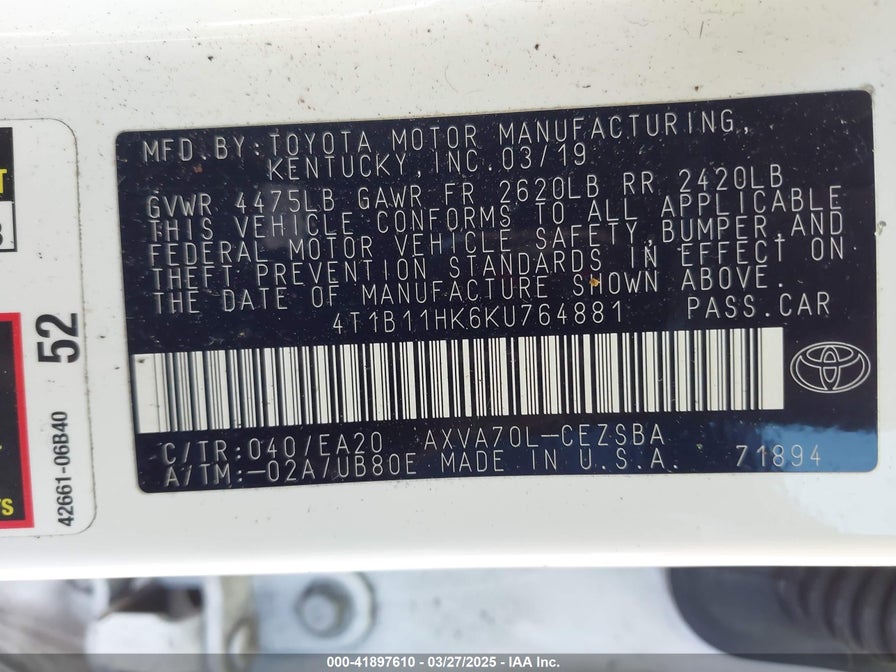 MFD.BY:TOYOTA MOTOR MANUFACTURING,
KENTUCKY,INC.03/19
GVWR 4475LB GAWR FR 2620LB RR 2420LB
THIS VEHICLE CONFORMS TO ALL APPLICABLE
FEDERAL MOTOR VEHICLE SAFETY,BUMPER,AND
THEFT PREVENTION STANDARDS IN EFFECT ON
THE DATE OF MANUFACTURE SHOWN ABOVE.
4T1B11HK6KU764881 PASS.CAR
C/TR:040/EA20 AXVA70L-CEZSBA
A/TM:-02A/UB80E MADE IN U.S.A. 71894
52
42661-06B40
000-41897610 - 03/27/2025 - IAA Inc.